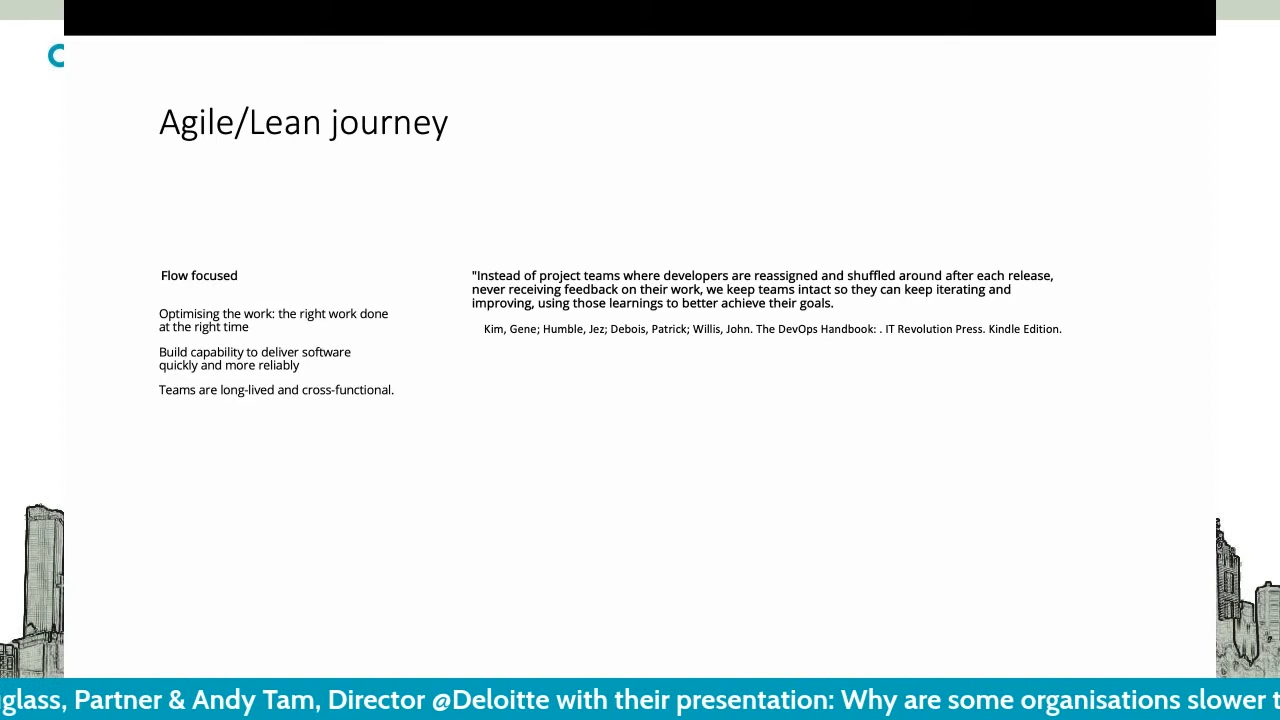 Agile/Lean journey
Flow focused
Optimising the work: the right work done
at the right time
Build capability to deliver software
quickly and more reliably
Teams are long-lived and cross-functional.
"Instead of project teams where developers are reassigned and shuffled around after each release,
never receiving feedback on their work, we keep teams intact so they can keep iterating and
improving, using those learnings to better achieve their goals.
Kim, Gene; Humble, Jez; Debois, Patrick; Willis, John. The DevOps Handbook: . IT Revolution Press. Kindle Edition.
glass, Partner & Andy Tam, Director @Deloitte with their presentation: Why are some organisations slower t